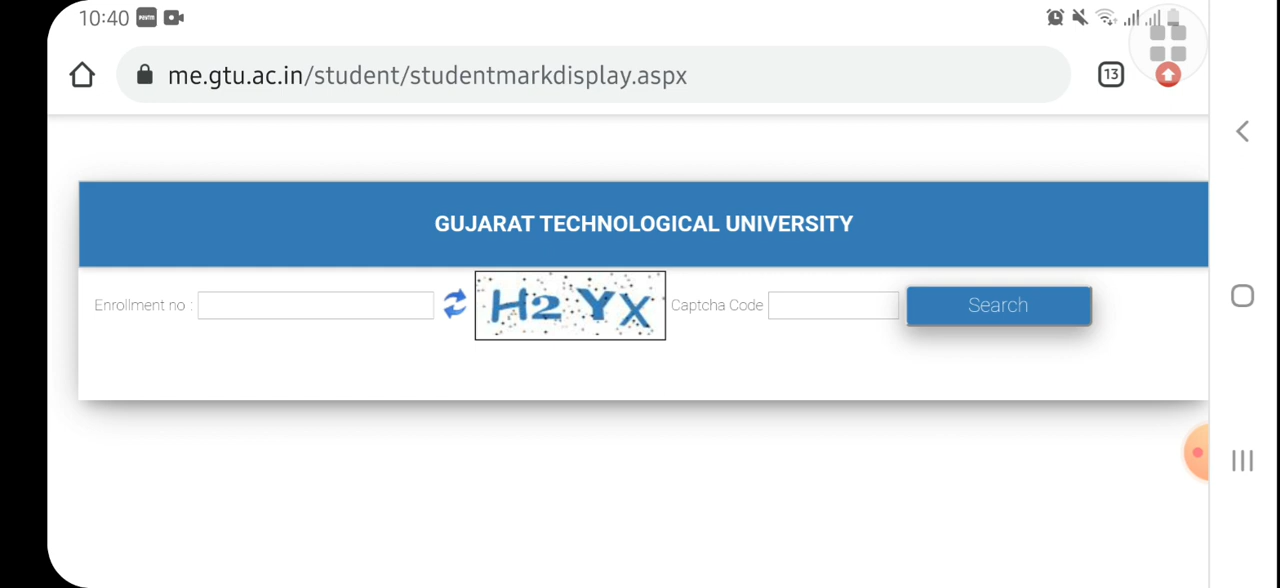 10:40
me.gtu.ac.in/student/studentmarkdisplay.aspx
13
GUJARAT TECHNOLOGICAL UNIVERSITY
Enrollment no : H2YX Captcha Code Search